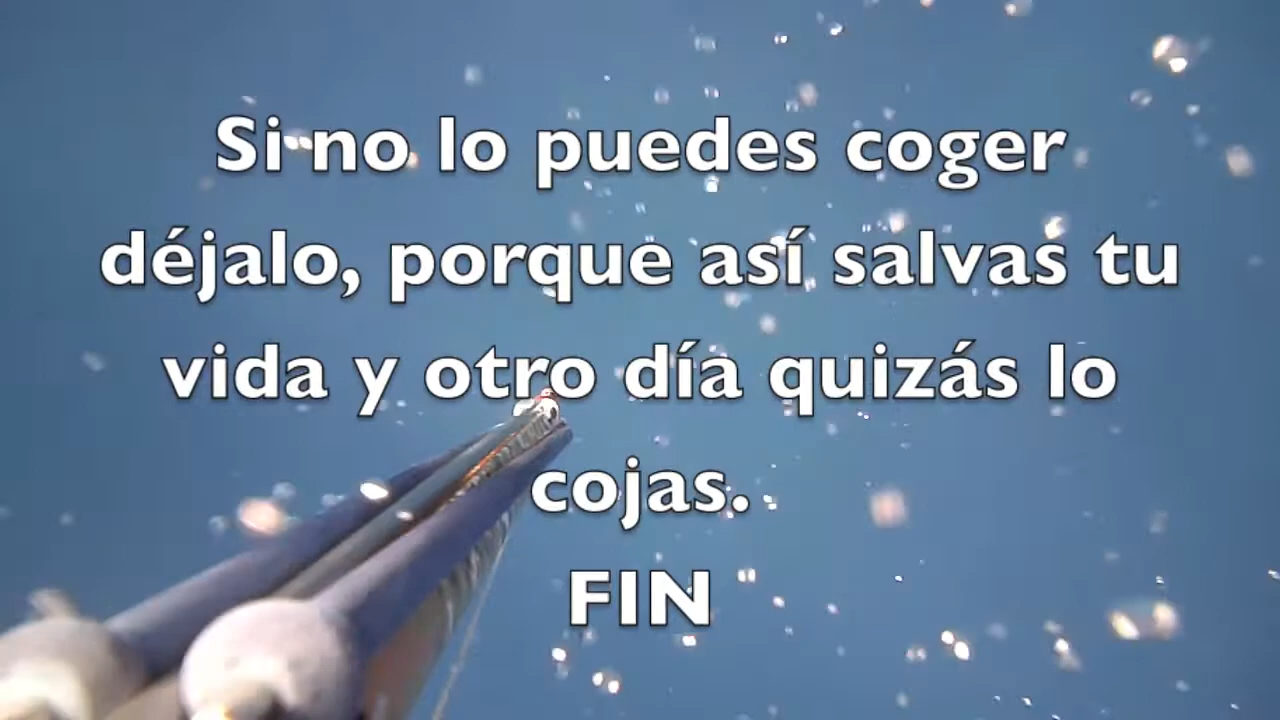 Si no lo puedes coger
déjalo, porque así salvas tu
vida y otro día quizás lo
cojas.
FIN